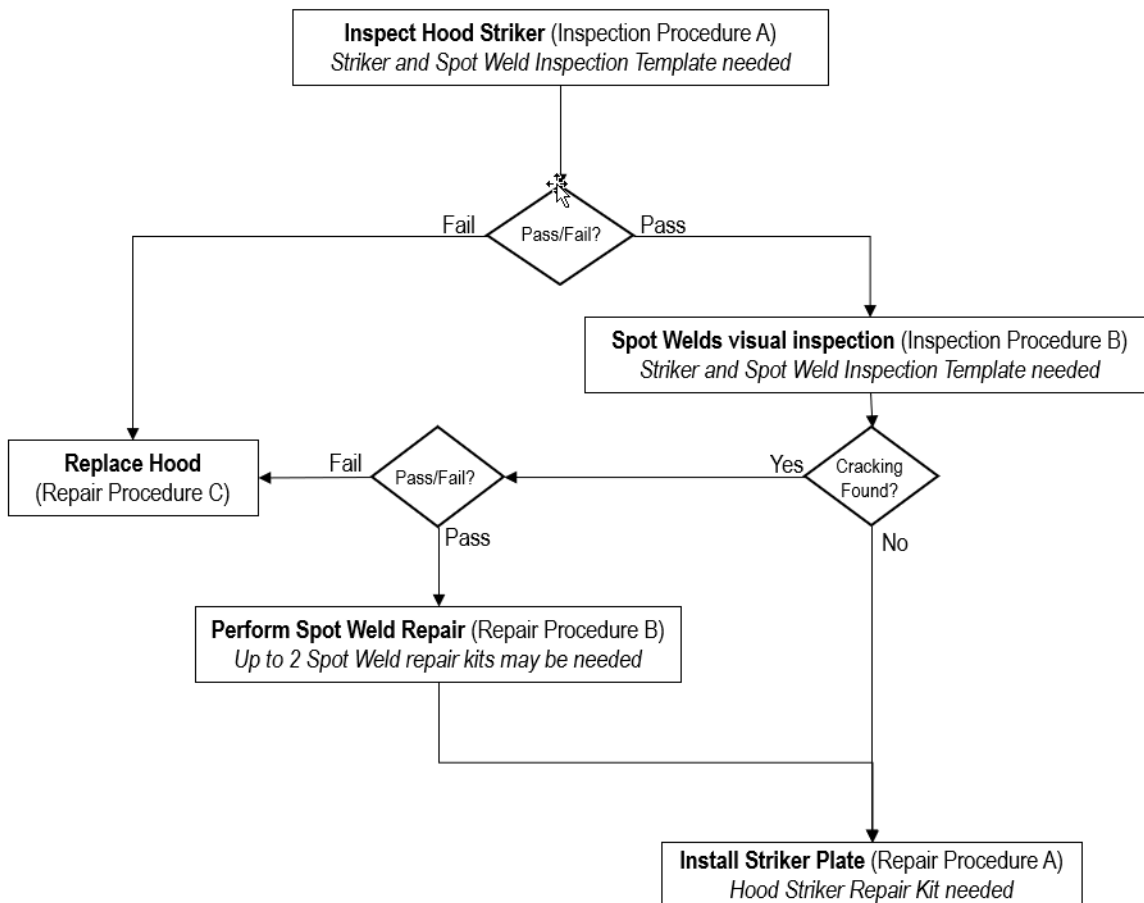 Inspect Hood Striker (Inspection Procedure A)
Striker and Spot Weld Inspection Template needed
Fail
Pass/Fail?
Pass
Spot Welds visual inspection (Inspection Procedure B)
Striker and Spot Weld Inspection Template needed
Replace Hood
(Repair Procedure C)
Fail
Pass/Fail?
Pass
Yes
Cracking
Found?
No
Perform Spot Weld Repair (Repair Procedure B)
Up to 2 Spot Weld repair kits may be needed
Install Striker Plate (Repair Procedure A)
Hood Striker Repair Kit needed